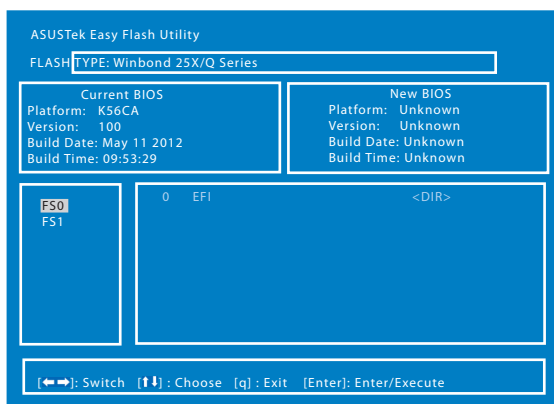 ASUSTek Easy Flash Utility
FLASH TYPE: Winbond 25X/Q Series
Current BIOS
Platform: K56CA
Version: 100
Build Date: May 11 2012
Build Time: 09:53:29
New BIOS
Platform: Unknown
Version: Unknown
Build Date: Unknown
Build Time: Unknown
FS0
FS1
0 EFI <DIR>
[⬅➡]: Switch [⬆⬇] : Choose [q] : Exit [Enter]: Enter/Execute